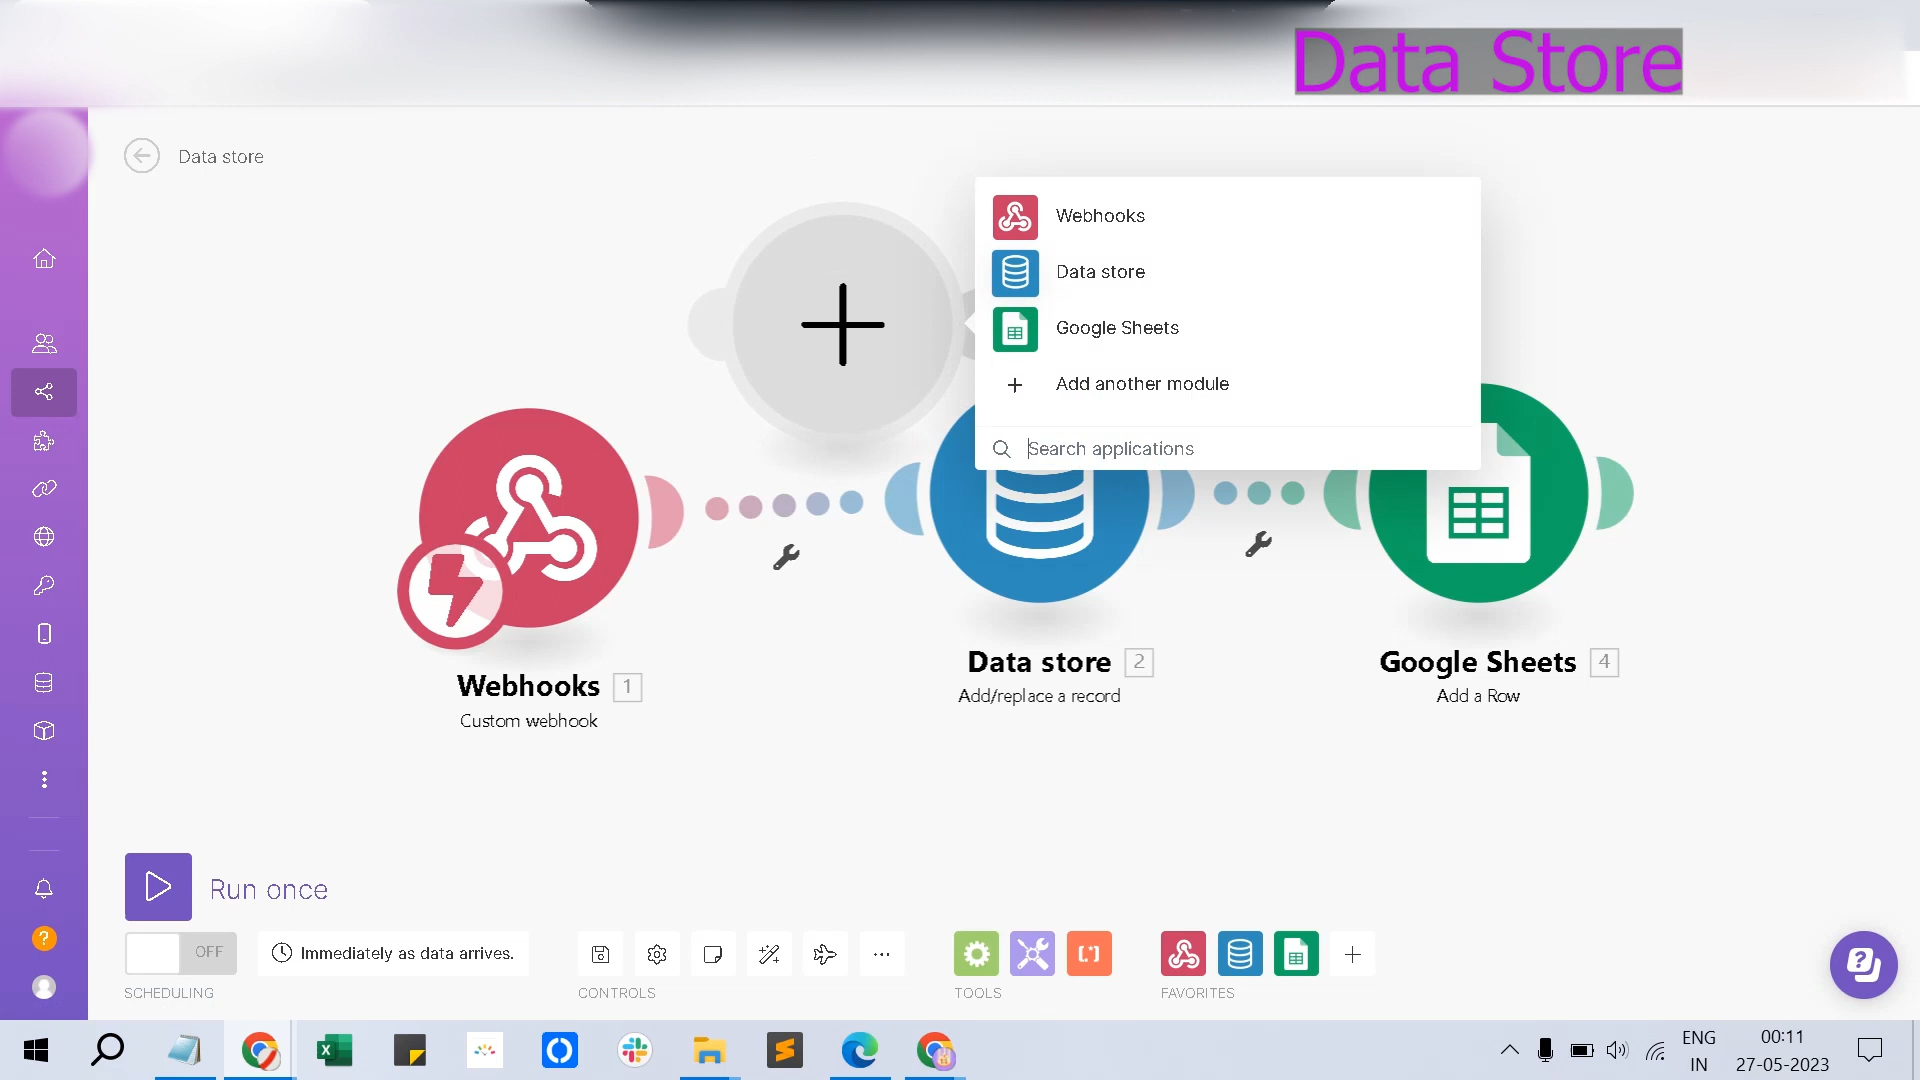 Data Store
Data store
Webhooks
Data store
Google Sheets
Add another module
Search applications
Webhooks 1
Custom webhook
Data store 2
Add/replace a record
Google Sheets 4
Add a Row
Run once
OFF
Immediately as data arrives.
SCHEDULING
CONTROLS
TOOLS
FAVORITES
ENG
IN
00:11
27-05-2023